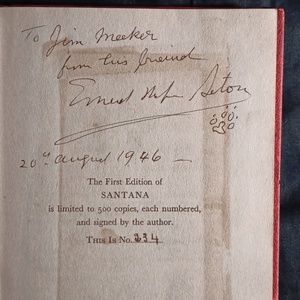 To Jim Meeker
from his friend
Ernest Thompson Seton
20th August 1946 —
The First Edition of
SANTANA
is limited to 500 copies, each numbered,
and signed by the author.
THIS IS NO. 334